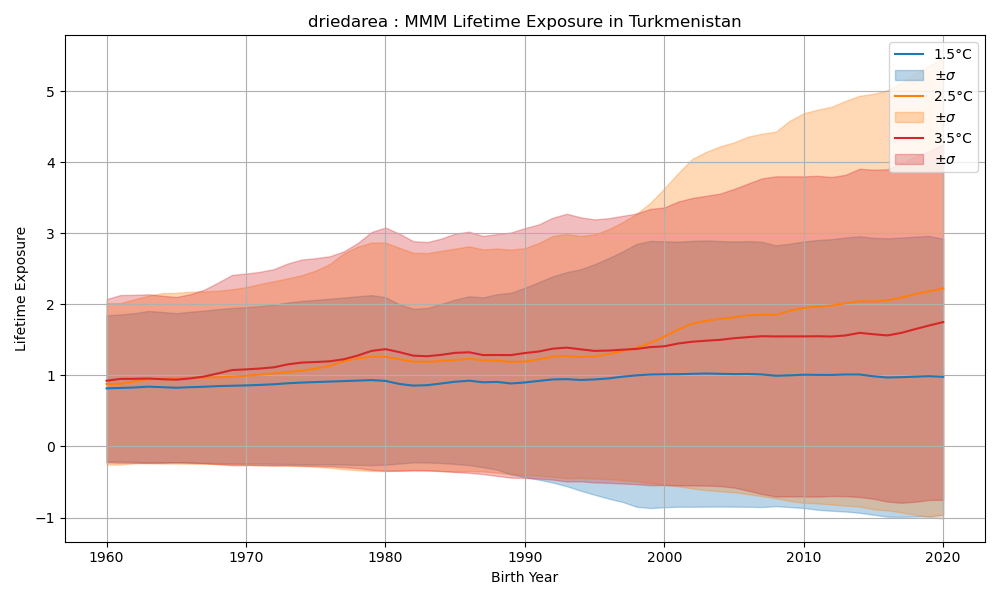 driedarea : MMM Lifetime Exposure in Turkmenistan
1.5°C
±σ
2.5°C
±σ
3.5°C
±σ
Lifetime Exposure
5
4
3
2
1
0
−1
1960 1970 1980 1990 2000 2010 2020
Birth Year